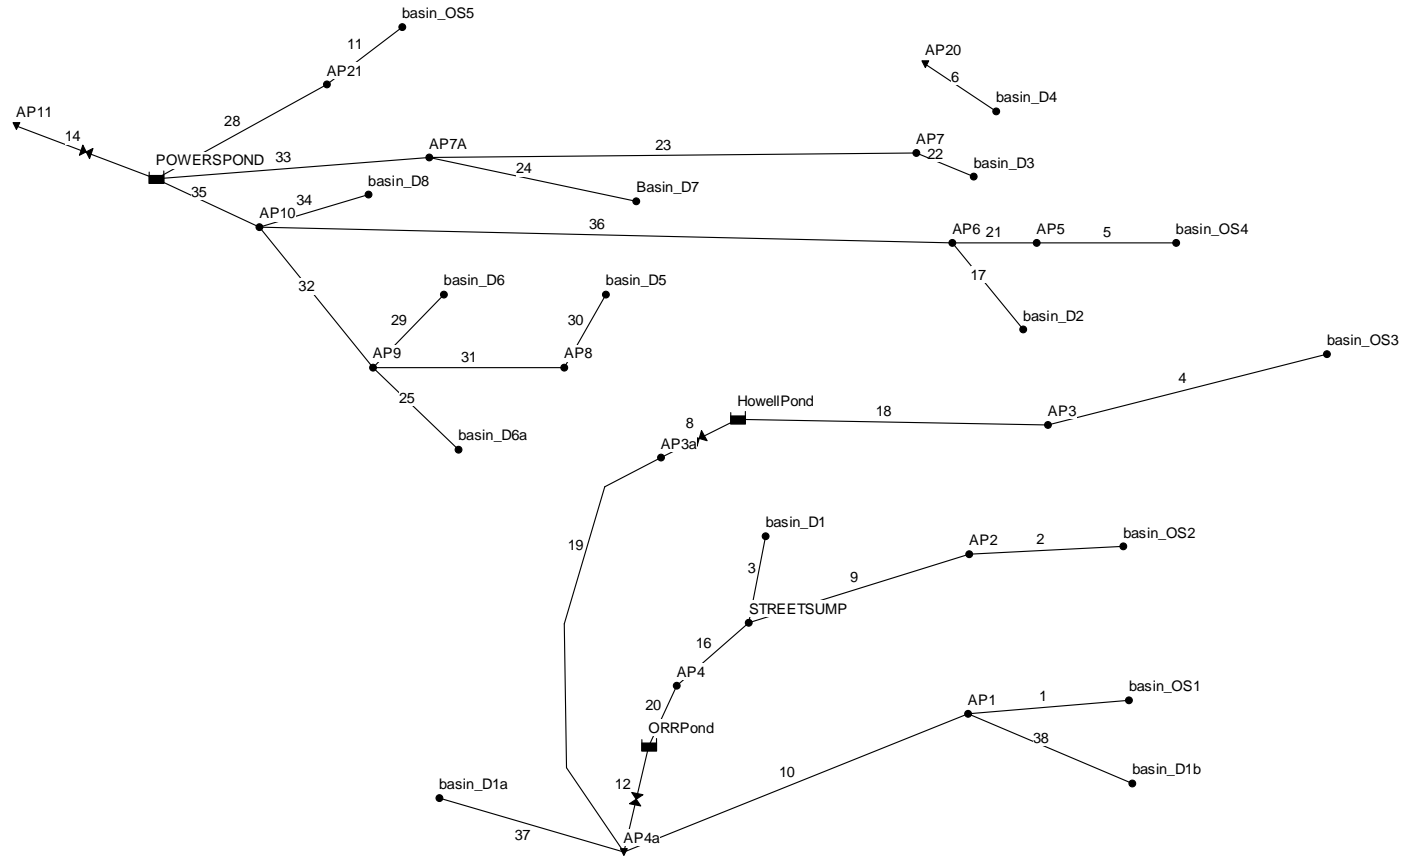 basin_OS5
11
AP20
AP21
6
basin_D4
AP11
28
14
AP7
POWERSPOND
33
AP7A
23
22
basin_D3
24
35
34
basin_D8
Basin_D7
AP10
36
AP6
21
AP5
5
basin_OS4
17
32
basin_D6
basin_D5
29
30
basin_D2
AP9
31
AP8
basin_OS3
25
4
HowellPond
18
AP3
8
basin_D6a
AP3a
basin_D1
19
AP2
2
basin_OS2
3
9
STREETSUMP
16
AP4
20
AP1
1
basin_OS1
ORRPond
38
10
basin_D1b
basin_D1a
12
37
AP4a